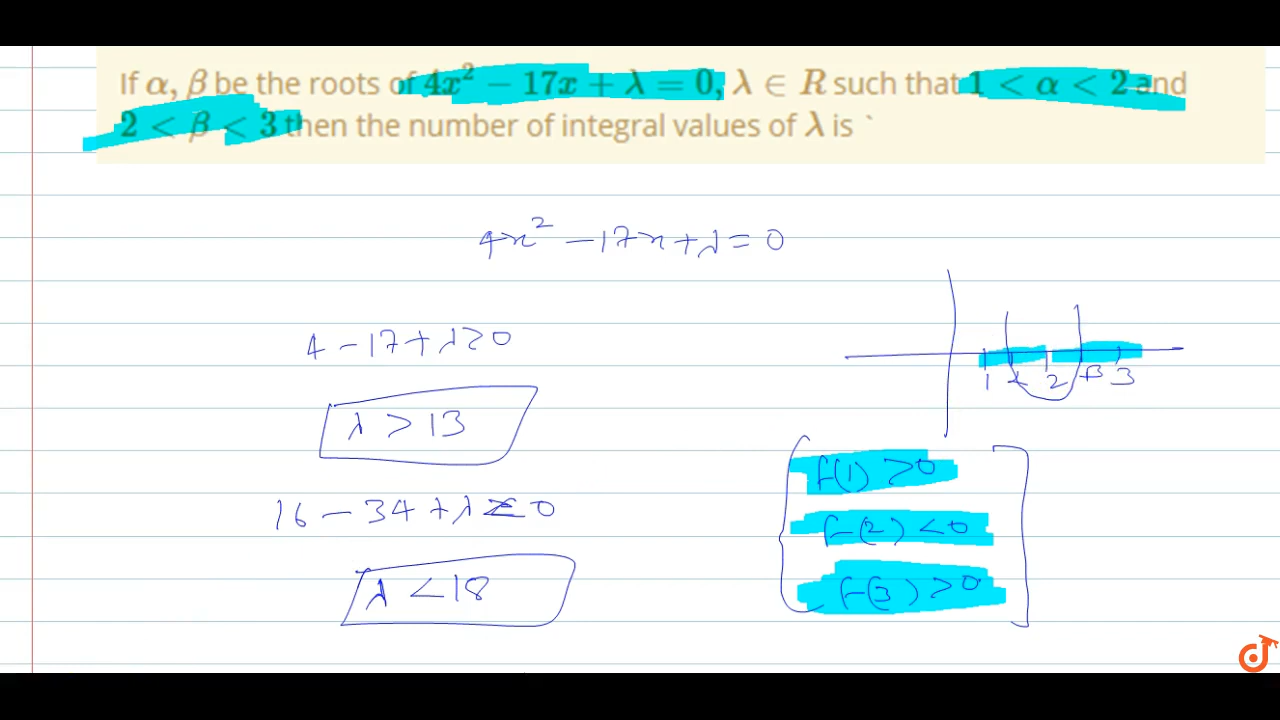 If α, β be the roots of 4x² − 17x + λ = 0, λ ∈ R such that 1 < α < 2 and
2 < β < 3 then the number of integral values of λ is `
4x² − 17x + λ = 0
4 − 17 + λ > 0
λ > 13
16 − 34 + λ < 0
λ < 18
1 α 2 β 3
f(1) > 0
f(2) < 0
f(3) > 0